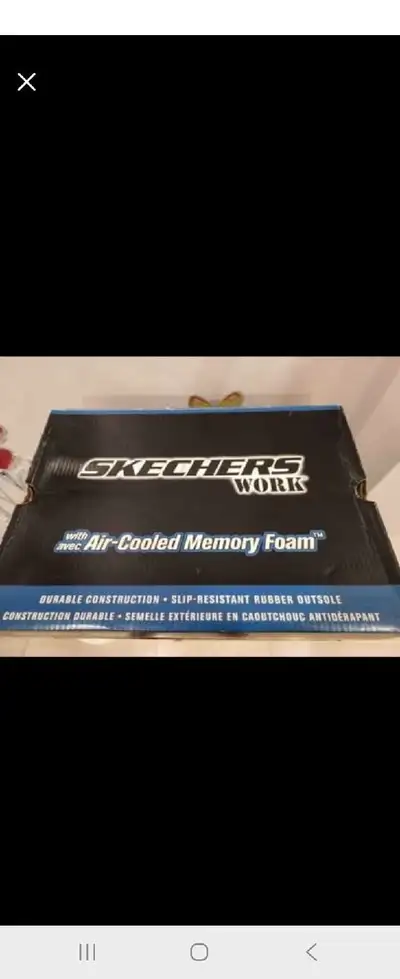 SKECHERS
WORK
with
avec Air-Cooled Memory Foam™
DURABLE CONSTRUCTION • SLIP-RESISTANT RUBBER OUTSOLE
CONSTRUCTION DURABLE • SEMELLE EXTÉRIEURE EN CAOUTCHOUC ANTIDÉRAPANT